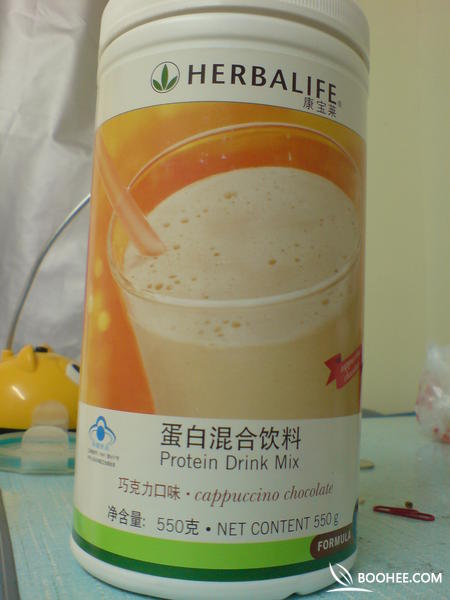 HERBALIFE®
康宝莱
蛋白混合饮料
Protein Drink Mix
巧克力口味·cappuccino chocolate
净含量: 550克·NET CONTENT 550 g
FORMULA
BOOHEE.COM